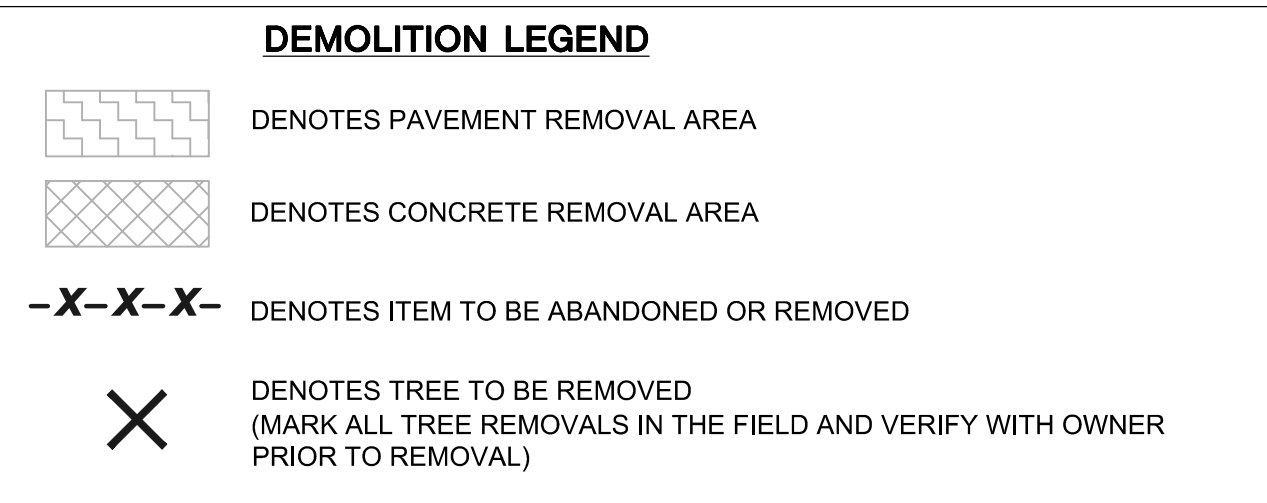 DEMOLITION LEGEND
DENOTES PAVEMENT REMOVAL AREA
DENOTES CONCRETE REMOVAL AREA
–X–X–X– DENOTES ITEM TO BE ABANDONED OR REMOVED
DENOTES TREE TO BE REMOVED
(MARK ALL TREE REMOVALS IN THE FIELD AND VERIFY WITH OWNER
PRIOR TO REMOVAL)